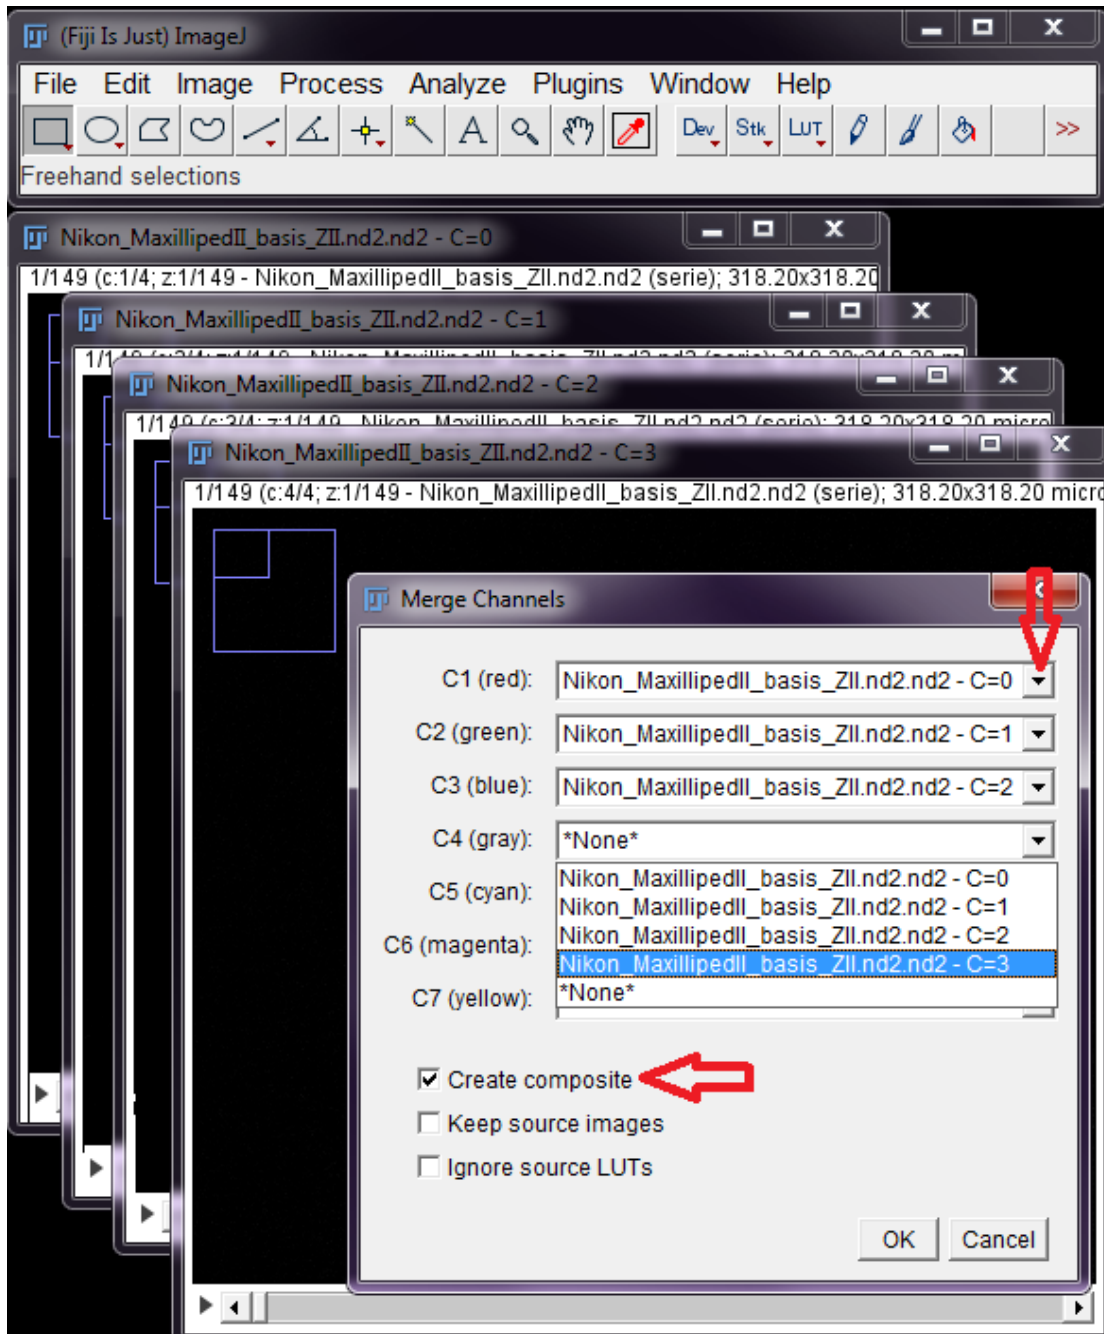 (Fiji Is Just) ImageJ
File Edit Image Process Analyze Plugins Window Help
A Dev Stk LUT >>
Freehand selections
Nikon_MaxillipedII_basis_ZII.nd2.nd2 - C=0
1/149 (c:1/4; z:1/149 - Nikon_MaxillipedII_basis_ZII.nd2.nd2 (serie); 318.20x318.20
Nikon_MaxillipedII_basis_ZII.nd2.nd2 - C=1
Nikon_MaxillipedII_basis_ZII.nd2.nd2 - C=2
Nikon_MaxillipedII_basis_ZII.nd2.nd2 - C=3
1/149 (c:4/4; z:1/149 - Nikon_MaxillipedII_basis_ZII.nd2.nd2 (serie); 318.20x318.20 micro
Merge Channels
C1 (red): Nikon_MaxillipedII_basis_ZII.nd2.nd2 - C=0
C2 (green): Nikon_MaxillipedII_basis_ZII.nd2.nd2 - C=1
C3 (blue): Nikon_MaxillipedII_basis_ZII.nd2.nd2 - C=2
C4 (gray): *None*
Nikon_MaxillipedII_basis_ZII.nd2.nd2 - C=0
C5 (cyan):
Nikon_MaxillipedII_basis_ZII.nd2.nd2 - C=1
Nikon_MaxillipedII_basis_ZII.nd2.nd2 - C=2
C6 (magenta):
Nikon_MaxillipedII_basis_ZII.nd2.nd2 - C=3
C7 (yellow):
*None*
Create composite
Keep source images
Ignore source LUTs
OK Cancel